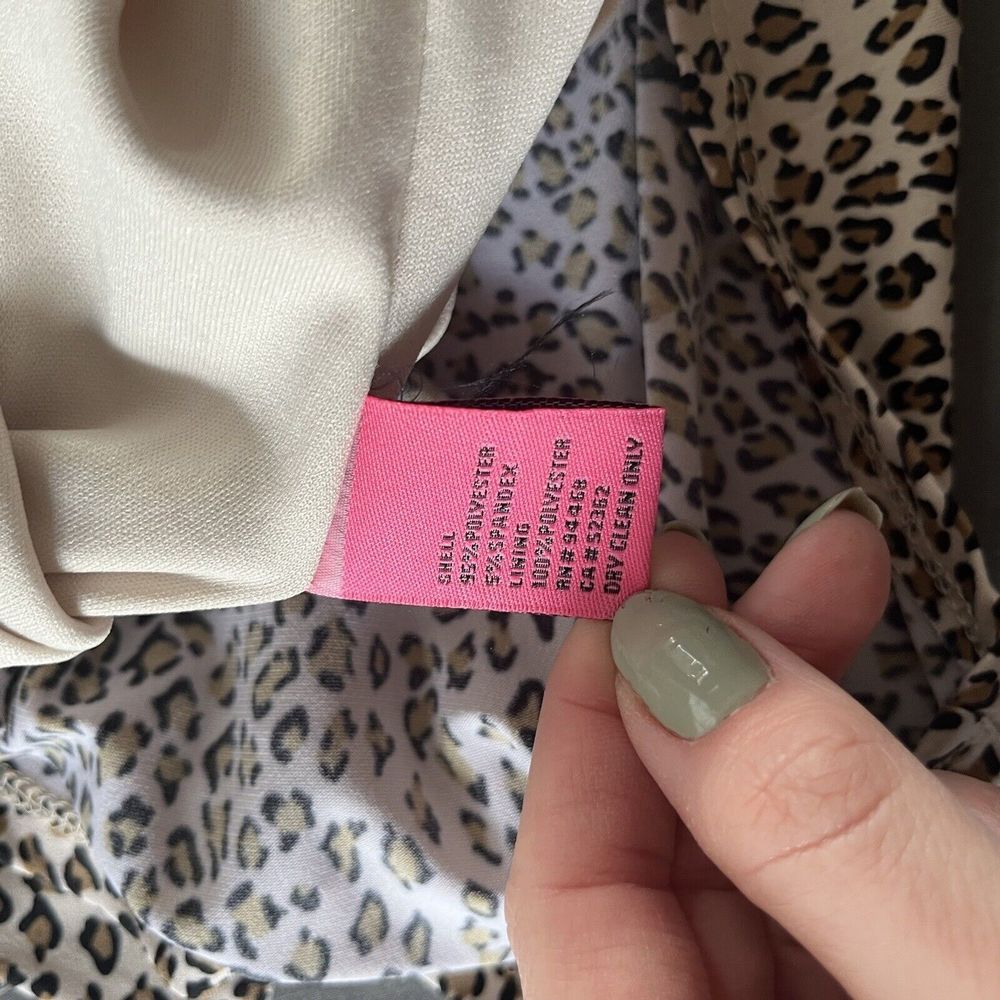 SHELL
95%POLYESTER
5%SPANDEX
LINING
100%POLYESTER
RN#94468
CA#52362
DRY CLEAN ONLY